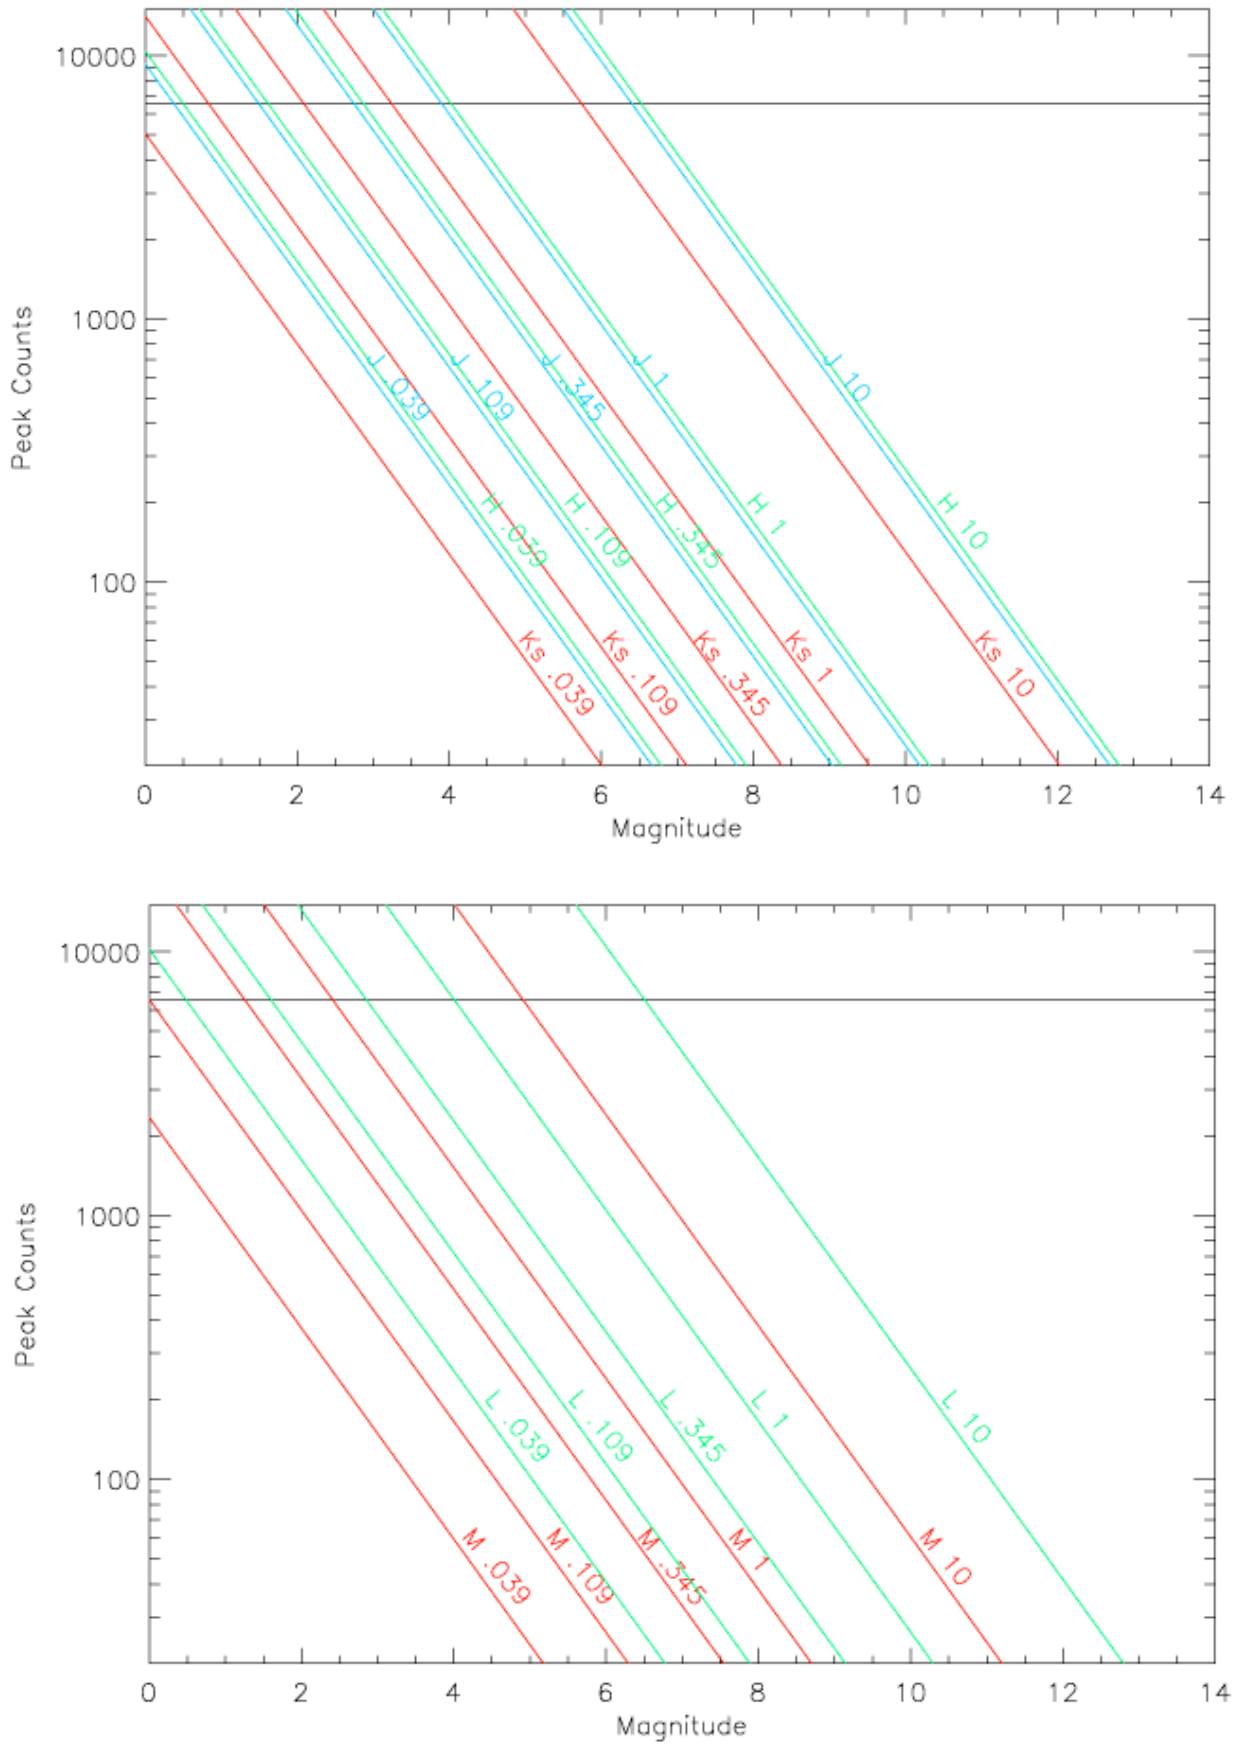 10000
1000
100
Peak Counts
J .039
J .109
J .345
J 1
J 10
H .039
H .109
H .345
H 1
H 10
Ks .039
Ks .109
Ks .345
Ks 1
Ks 10
0 2 4 6 8 10 12 14
Magnitude
10000
1000
100
Peak Counts
L .039
L .109
L .345
L 1
L 10
M .039
M .109
M .345
M 1
M 10
0 2 4 6 8 10 12 14
Magnitude